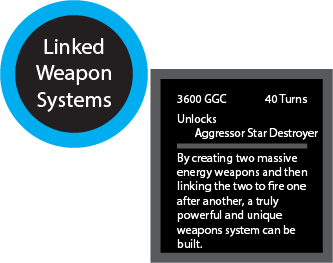 Linked
Weapon
Systems
3600 GGC 40 Turns
Unlocks
Aggressor Star Destroyer
By creating two massive
energy weapons and then
linking the two to fire one
after another, a truly
powerful and unique
weapons system can be
built.